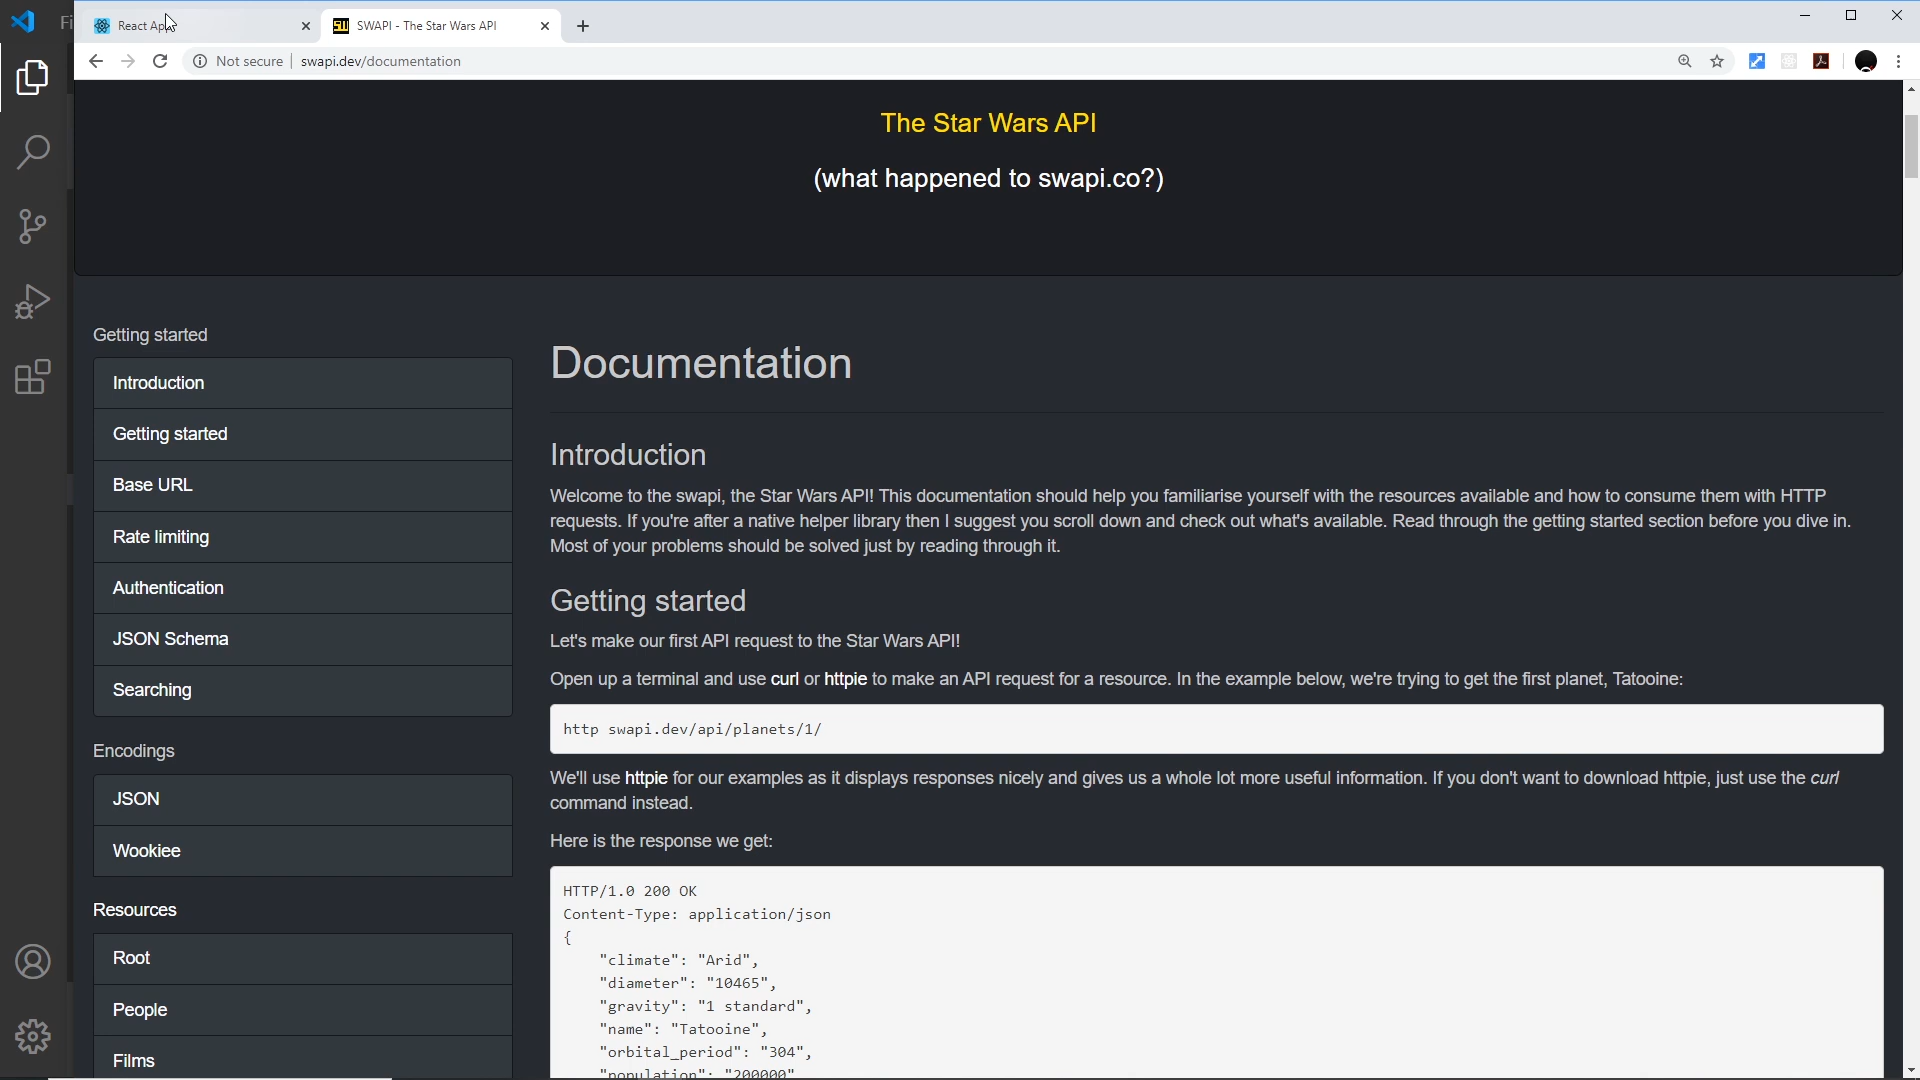 Fi
React Ap
SWAPI - The Star Wars API
Not secure
swapi.dev/documentation
The Star Wars API
(what happened to swapi.co?)
Getting started
Introduction
Getting started
Base URL
Rate limiting
Authentication
JSON Schema
Searching
Encodings
JSON
Wookiee
Resources
Root
People
Films
Documentation
Introduction
Welcome to the swapi, the Star Wars API! This documentation should help you familiarise yourself with the resources available and how to consume them with HTTP
requests. If you're after a native helper library then I suggest you scroll down and check out what's available. Read through the getting started section before you dive in.
Most of your problems should be solved just by reading through it.
Getting started
Let's make our first API request to the Star Wars API!
Open up a terminal and use curl or httpie to make an API request for a resource. In the example below, we're trying to get the first planet, Tatooine:
http swapi.dev/api/planets/1/
We'll use httpie for our examples as it displays responses nicely and gives us a whole lot more useful information. If you don't want to download httpie, just use the curl
command instead.
Here is the response we get:
HTTP/1.0 200 OK
Content-Type: application/json
{
"climate": "Arid",
"diameter": "10465",
"gravity": "1 standard",
"name": "Tatooine",
"orbital_period": "304",
"population": "200000"